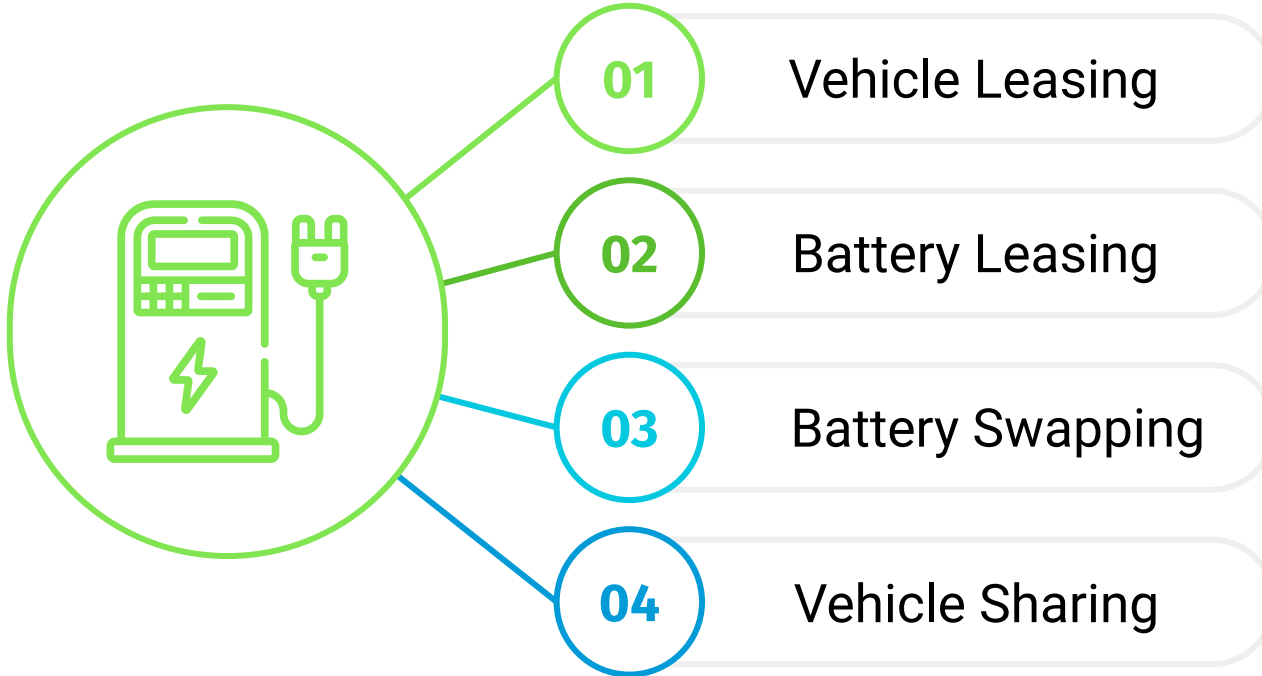 01 Vehicle Leasing
02 Battery Leasing
03 Battery Swapping
04 Vehicle Sharing